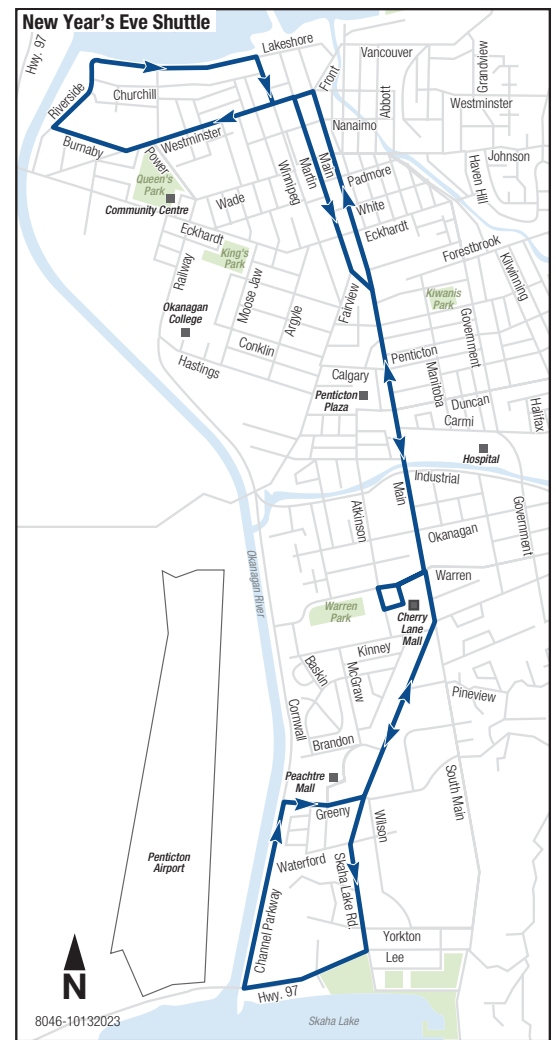 New Year's Eve Shuttle
Hwy. 97
Lakeshore
Vancouver
Grandview
Front
Abbott
Riverside
Churchill
Westminster
Nanaimo
Burnaby
Westminster
Power
Johnson
Haven Hill
Winnipeg
Martin
Main
Padmore
Queen's
Park
Community Centre
Wade
White
Eckhardt
Eckhardt
King's
Park
Forestbrook
Kilwinning
Railway
Moose Jaw
Argyle
Fairview
Kiwanis
Park
Government
Okanagan
College
Conklin
Hastings
Penticton
Calgary
Manitoba
Penticton
Plaza
Duncan
Carmi
Halifax
Hospital
Industrial
Main
Atkinson
Okanagan
Government
Okanagan River
Warren
Warren
Park
Cherry
Lane
Mall
Kinney
Baskin
McGraw
Pineview
Cornwall
Brandon
Peachtre
Mall
South Main
Greeny
Wilson
Penticton
Airport
Waterford
Skaha Lake Rd.
Channel Parkway
Yorkton
Lee
N
Hwy. 97
8046-10132023
Skaha Lake